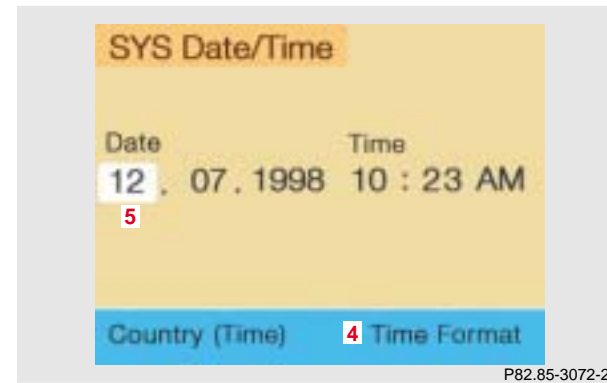 SYS Date/Time
Date Time
12 . 07 . 1998 10 : 23 AM
5
Country (Time) 4 Time Format
P82.85-3072-2